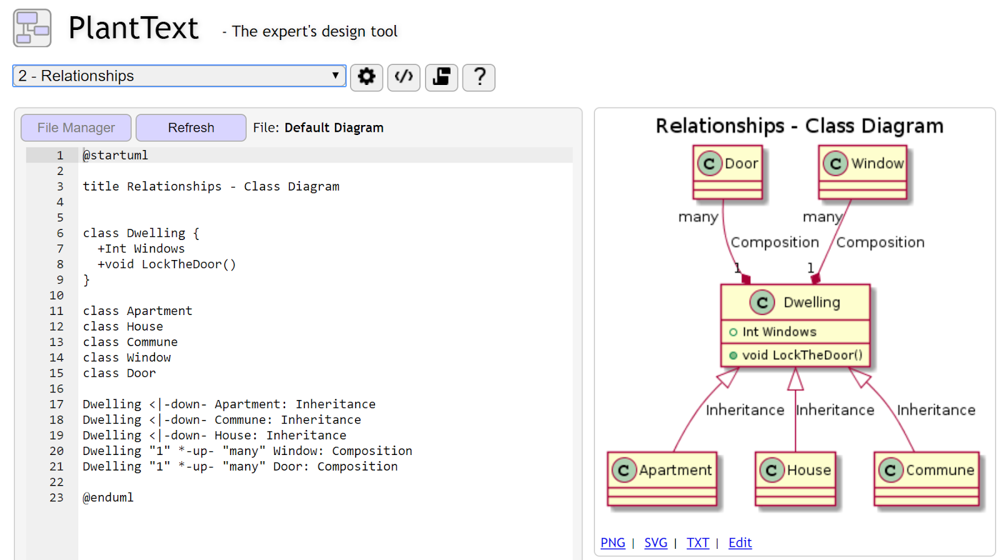 PlantText - The expert's design tool
2 - Relationships
?
File Manager Refresh File: Default Diagram
1 @startuml
2
3 title Relationships - Class Diagram
4
5
6 class Dwelling {
7 +Int Windows
8 +void LockTheDoor()
9 }
10
11 class Apartment
12 class House
13 class Commune
14 class Window
15 class Door
16
17 Dwelling <|-down- Apartment: Inheritance
18 Dwelling <|-down- Commune: Inheritance
19 Dwelling <|-down- House: Inheritance
20 Dwelling "1" *-up- "many" Window: Composition
21 Dwelling "1" *-up- "many" Door: Composition
22
23 @enduml
Relationships - Class Diagram
C Door C Window
many many
Composition Composition
1 1
C Dwelling
Int Windows
void LockTheDoor()
Inheritance Inheritance Inheritance
C Apartment C House C Commune
PNG | SVG | TXT | Edit